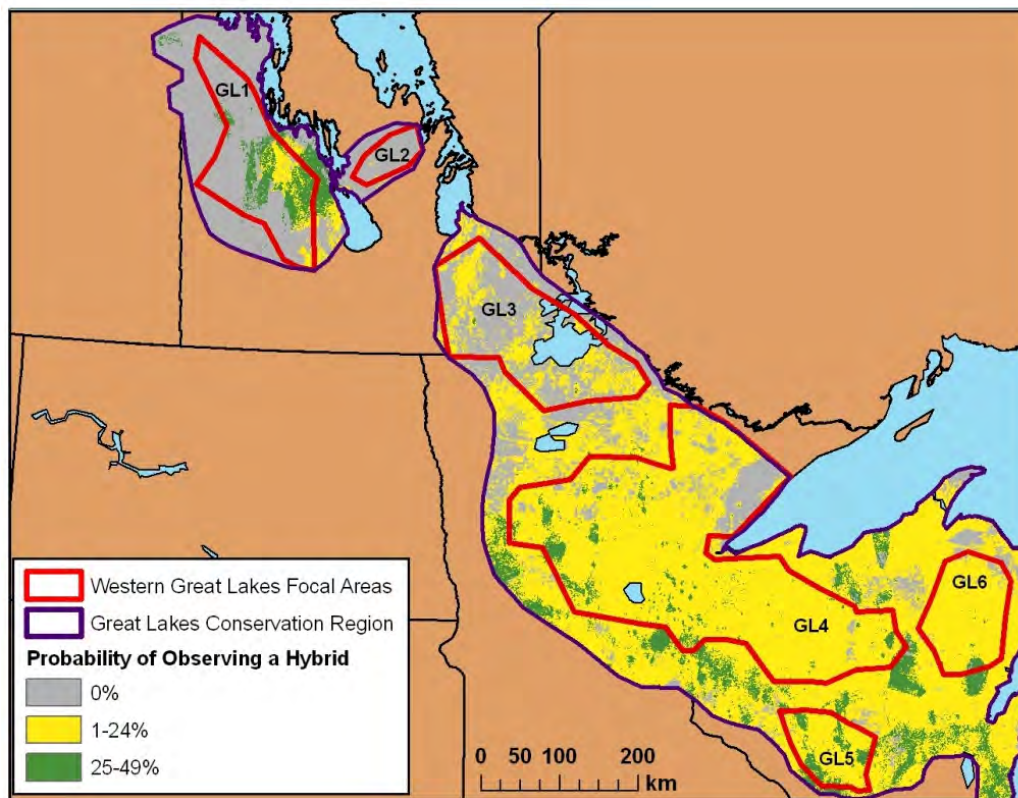 GL1
GL2
GL3
GL6
GL4
GL5
Western Great Lakes Focal Areas
Great Lakes Conservation Region
Probability of Observing a Hybrid
0%
1-24%
25-49%
0 50 100 200
km